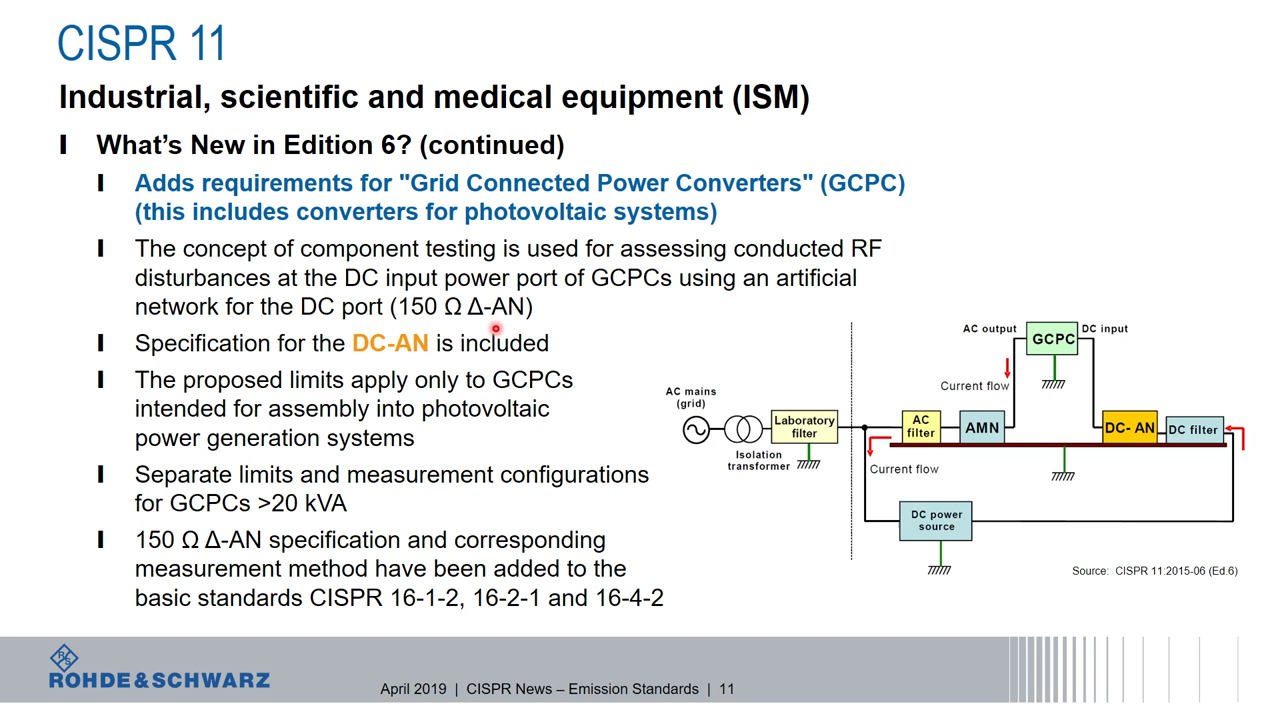 CISPR 11
Industrial, scientific and medical equipment (ISM)
What’s New in Edition 6? (continued)
Adds requirements for "Grid Connected Power Converters" (GCPC)
(this includes converters for photovoltaic systems)
The concept of component testing is used for assessing conducted RF
disturbances at the DC input power port of GCPCs using an artificial
network for the DC port (150 Ω Δ-AN)
Specification for the DC-AN is included
The proposed limits apply only to GCPCs
intended for assembly into photovoltaic
power generation systems
Separate limits and measurement configurations
for GCPCs >20 kVA
150 Ω Δ-AN specification and corresponding
measurement method have been added to the
basic standards CISPR 16-1-2, 16-2-1 and 16-4-2
AC output
GCPC
DC input
Current flow
AC mains
(grid)
Isolation
transformer
Laboratory
filter
AC
filter
AMN
DC- AN
DC filter
Current flow
DC power
source
Source: CISPR 11:2015-06 (Ed.6)
RS
ROHDE & SCHWARZ
April 2019 | CISPR News – Emission Standards | 11